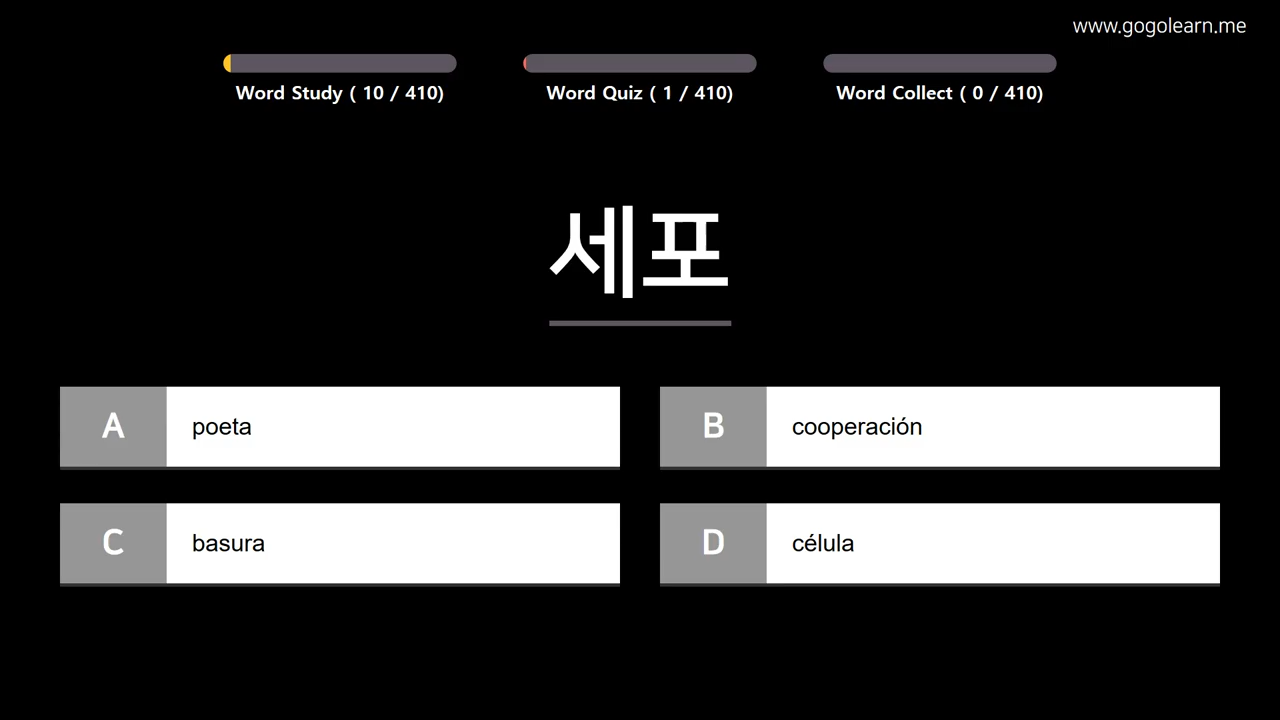 www.gogolearn.me
Word Study ( 10 / 410)
Word Quiz ( 1 / 410)
Word Collect ( 0 / 410)
세포
A poeta
B cooperación
C basura
D célula